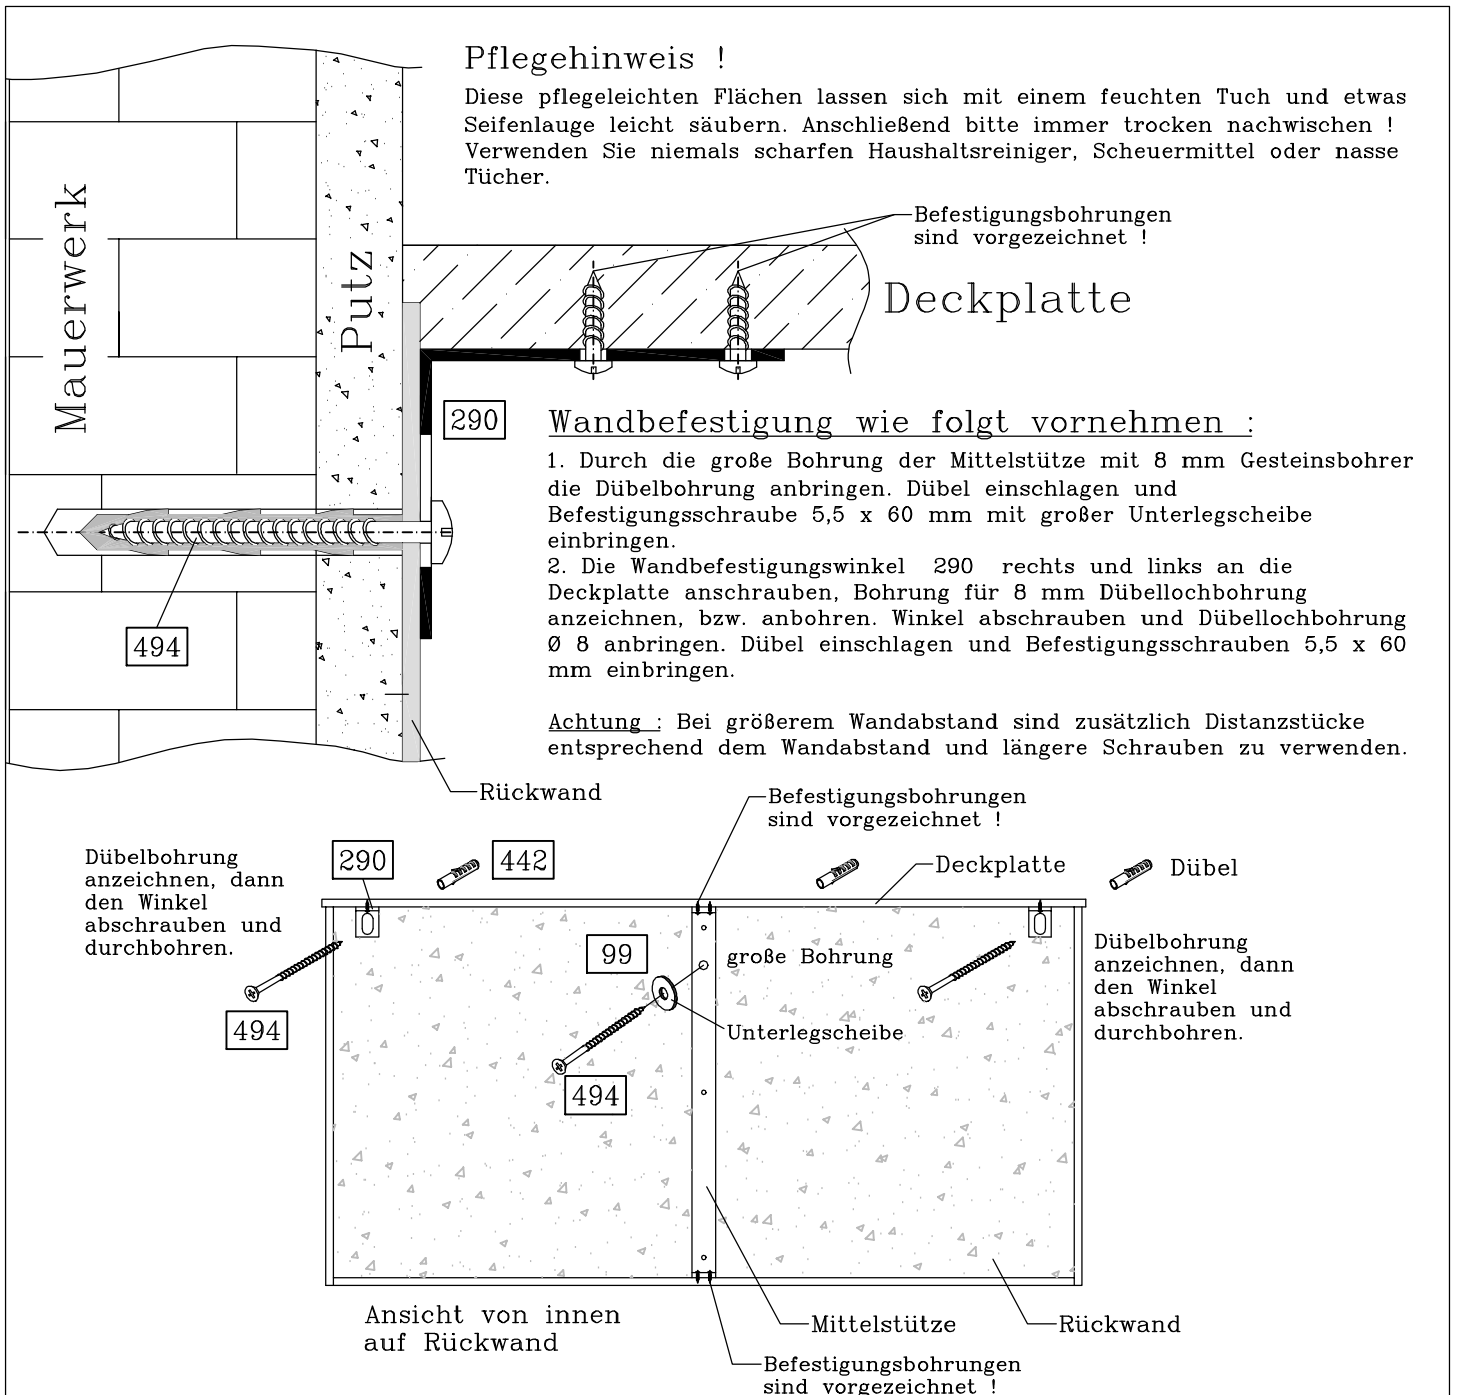 Pflegehinweis !
Diese pflegeleichten Flächen lassen sich mit einem feuchten Tuch und etwas
Seifenlauge leicht säubern. Anschließend bitte immer trocken nachwischen !
Verwenden Sie niemals scharfen Haushaltsreiniger, Scheuermittel oder nasse
Tücher.
Mauerwerk
Putz
Befestigungsbohrungen
sind vorgezeichnet !
Deckplatte
290
494
Wandbefestigung wie folgt vornehmen :
1. Durch die große Bohrung der Mittelstütze mit 8 mm Gesteinsbohrer
die Dübelbohrung anbringen. Dübel einschlagen und
Befestigungsschraube 5,5 x 60 mm mit großer Unterlegscheibe
einbringen.
2. Die Wandbefestigungswinkel 290 rechts und links an die
Deckplatte anschrauben, Bohrung für 8 mm Dübellochbohrung
anzeichnen, bzw. anbohren. Winkel abschrauben und Dübellochbohrung
Ø 8 anbringen. Dübel einschlagen und Befestigungsschrauben 5,5 x 60
mm einbringen.
Achtung : Bei größerem Wandabstand sind zusätzlich Distanzstücke
entsprechend dem Wandabstand und längere Schrauben zu verwenden.
Rückwand
Befestigungsbohrungen
sind vorgezeichnet !
Dübelbohrung
anzeichnen, dann
den Winkel
abschrauben und
durchbohren.
290
442
Deckplatte
Dübel
494
99
große Bohrung
Unterlegscheibe
494
Dübelbohrung
anzeichnen, dann
den Winkel
abschrauben und
durchbohren.
Ansicht von innen
auf Rückwand
Mittelstütze
Rückwand
Befestigungsbohrungen
sind vorgezeichnet !